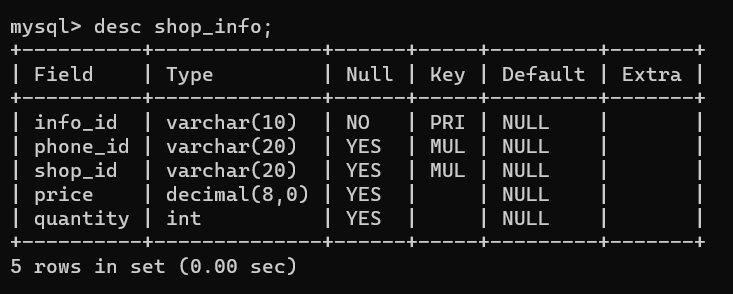 mysql> desc shop_info;
+----------+--------------+------+-----+---------+-------+
| Field    | Type         | Null | Key | Default | Extra |
+----------+--------------+------+-----+---------+-------+
| info_id  | varchar(10)  | NO   | PRI | NULL    |       |
| phone_id | varchar(20)  | YES  | MUL | NULL    |       |
| shop_id  | varchar(20)  | YES  | MUL | NULL    |       |
| price    | decimal(8,0) | YES  |     | NULL    |       |
| quantity | int          | YES  |     | NULL    |       |
+----------+--------------+------+-----+---------+-------+
5 rows in set (0.00 sec)